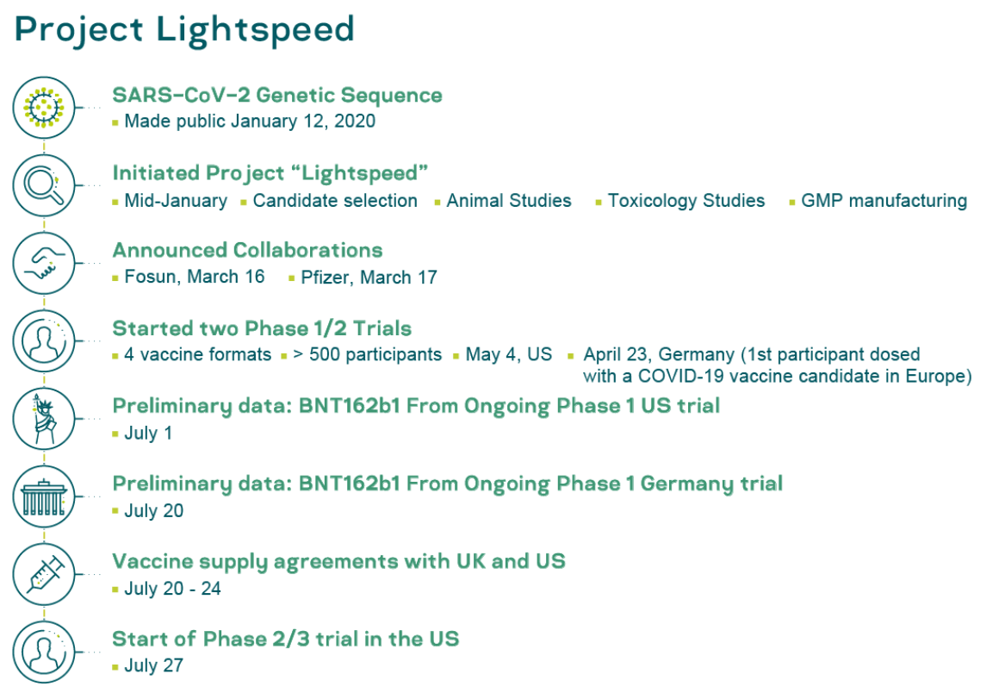 Project Lightspeed
SARS-CoV-2 Genetic Sequence
▪ Made public January 12, 2020
Initiated Project “Lightspeed”
▪ Mid-January ▪ Candidate selection ▪ Animal Studies ▪ Toxicology Studies ▪ GMP manufacturing
Announced Collaborations
▪ Fosun, March 16 ▪ Pfizer, March 17
Started two Phase 1/2 Trials
▪ 4 vaccine formats ▪ > 500 participants ▪ May 4, US ▪ April 23, Germany (1st participant dosed
with a COVID-19 vaccine candidate in Europe)
Preliminary data: BNT162b1 From Ongoing Phase 1 US trial
▪ July 1
Preliminary data: BNT162b1 From Ongoing Phase 1 Germany trial
▪ July 20
Vaccine supply agreements with UK and US
▪ July 20 - 24
Start of Phase 2/3 trial in the US
▪ July 27